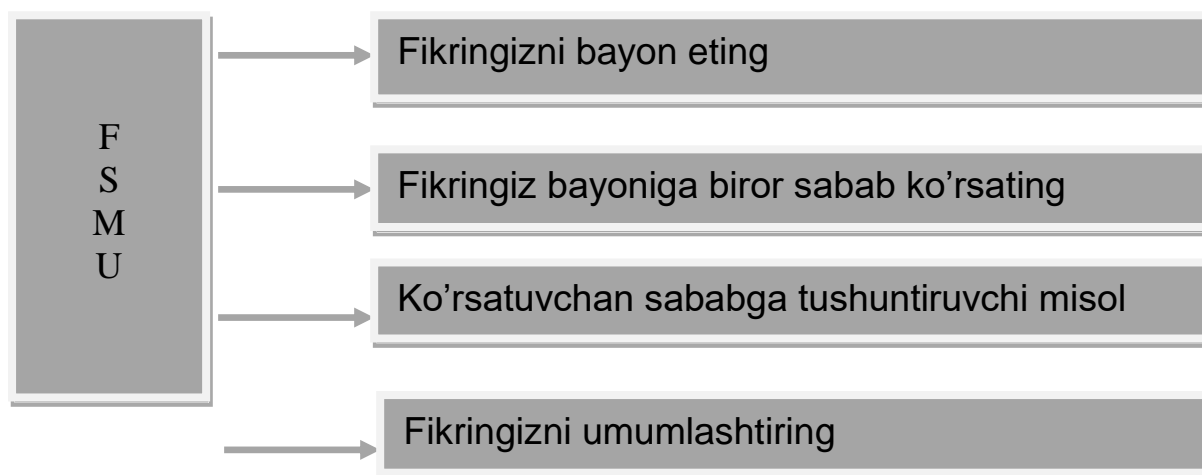 F
S
M
U
Fikringizni bayon eting
Fikringiz bayoniga biror sabab ko’rsating
Ko’rsatuvchan sababga tushuntiruvchi misol
Fikringizni umumlashtiring